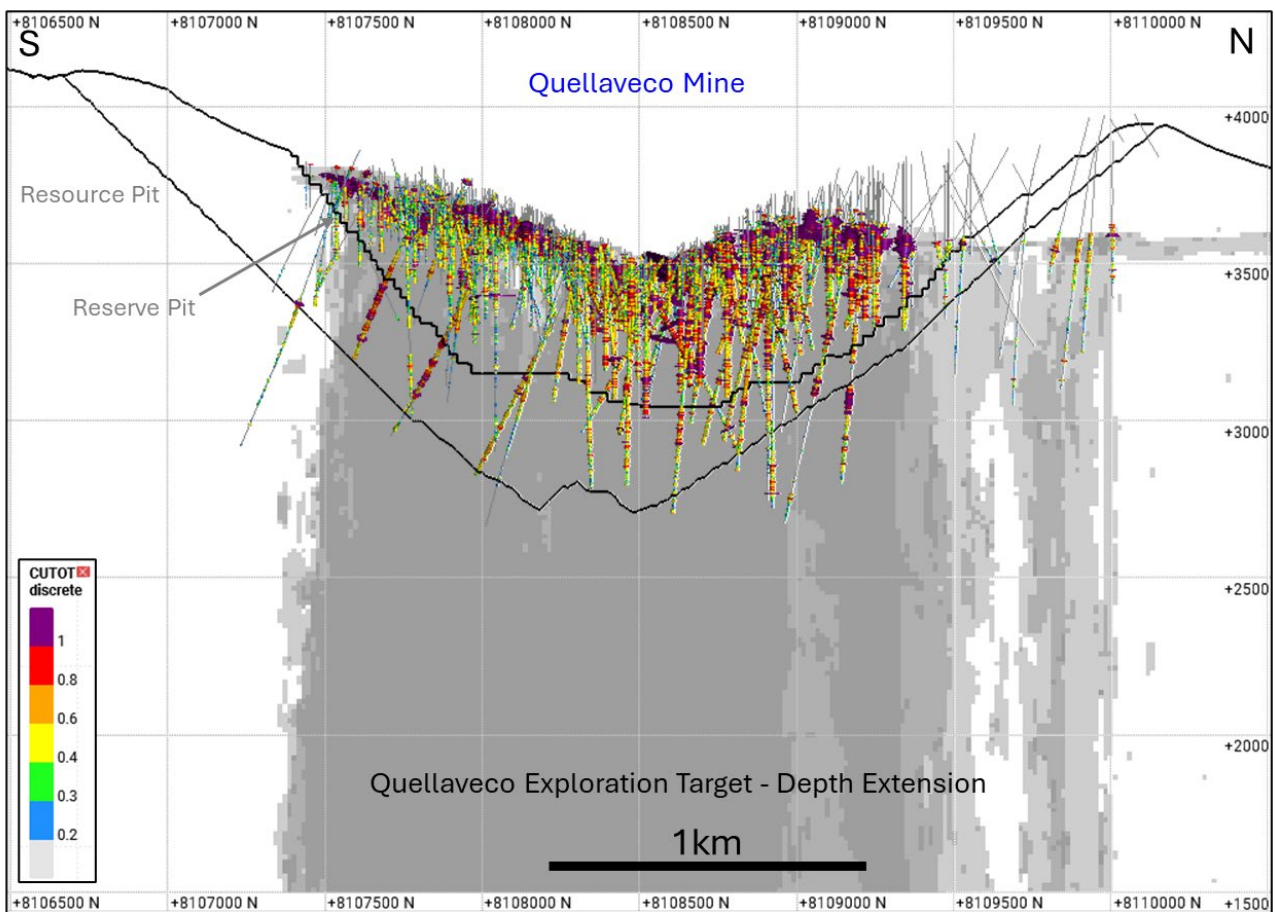 +8106500 N +8107000 N +8107500 N +8108000 N +8108500 N +8109000 N +8109500 N +8110000 N
S
N
Quellaveco Mine
+4000
Resource Pit
+3500
Reserve Pit
+3000
CUTOT
discrete
+2500
1
0.8
0.6
+2000
0.4
0.3
0.2
Quellaveco Exploration Target - Depth Extension
1km
+8106500 N +8107000 N +8107500 N +8108000 N +8108500 N +8109000 N +8109500 N +8110000 N +1500